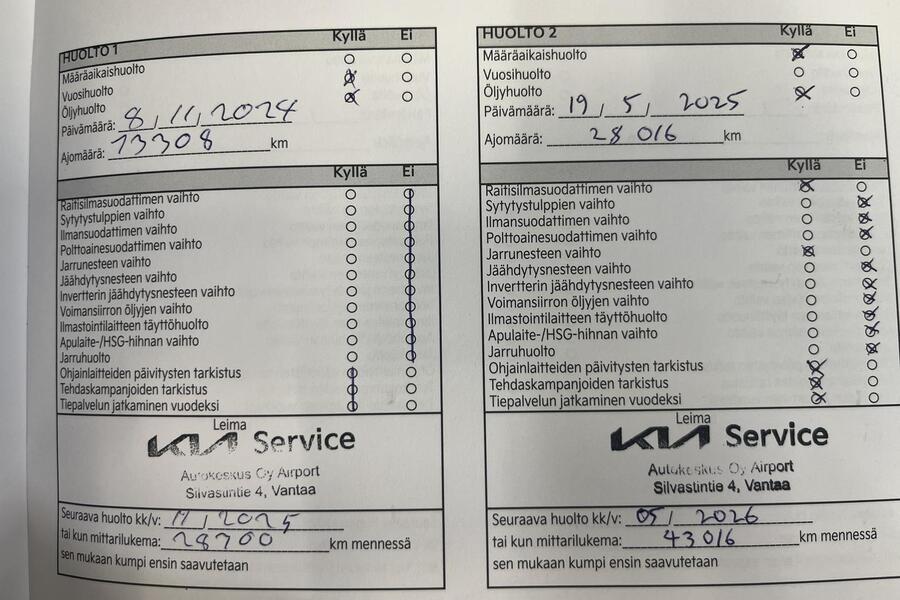 HUOLTO 1 Kyllä Ei
Määräaikaishuolto
Vuosihuolto
Öljyhuolto
Päivämäärä: 8, 11, 2024
Ajomäärä: 13308 km
Kyllä Ei
Raitisilmasuodattimen vaihto
Sytytystulppien vaihto
Ilmansuodattimen vaihto
Polttoainesuodattimen vaihto
Jarrunesteen vaihto
Jäähdytysnesteen vaihto
Invertterin jäähdytysnesteen vaihto
Voimansiirron öljyjen vaihto
Ilmastointilaitteen täyttöhuolto
Apulaite-/HSG-hihnan vaihto
Jarruhuolto
Ohjainlaitteiden päivitysten tarkistus
Tehdaskampanjoiden tarkistus
Tiepalvelun jatkaminen vuodeksi
Leima
KIA Service
Autokeskus Oy Airport
Silvastintie 4, Vantaa
Seuraava huolto kk/v: 11 / 2025
tai kun mittarilukema: 28700 km mennessä
sen mukaan kumpi ensin saavutetaan
HUOLTO 2 Kyllä Ei
Määräaikaishuolto
Vuosihuolto
Öljyhuolto
Päivämäärä: 19 / 5 / 2025
Ajomäärä: 28 016 km
Kyllä Ei
Raitisilmasuodattimen vaihto
Sytytystulppien vaihto
Ilmansuodattimen vaihto
Polttoainesuodattimen vaihto
Jarrunesteen vaihto
Jäähdytysnesteen vaihto
Invertterin jäähdytysnesteen vaihto
Voimansiirron öljyjen vaihto
Ilmastointilaitteen täyttöhuolto
Apulaite-/HSG-hihnan vaihto
Jarruhuolto
Ohjainlaitteiden päivitysten tarkistus
Tehdaskampanjoiden tarkistus
Tiepalvelun jatkaminen vuodeksi
Leima
KIA Service
Autokeskus Oy Airport
Silvastintie 4, Vantaa
Seuraava huolto kk/v: 05 / 2026
tai kun mittarilukema: 43016 km mennessä
sen mukaan kumpi ensin saavutetaan